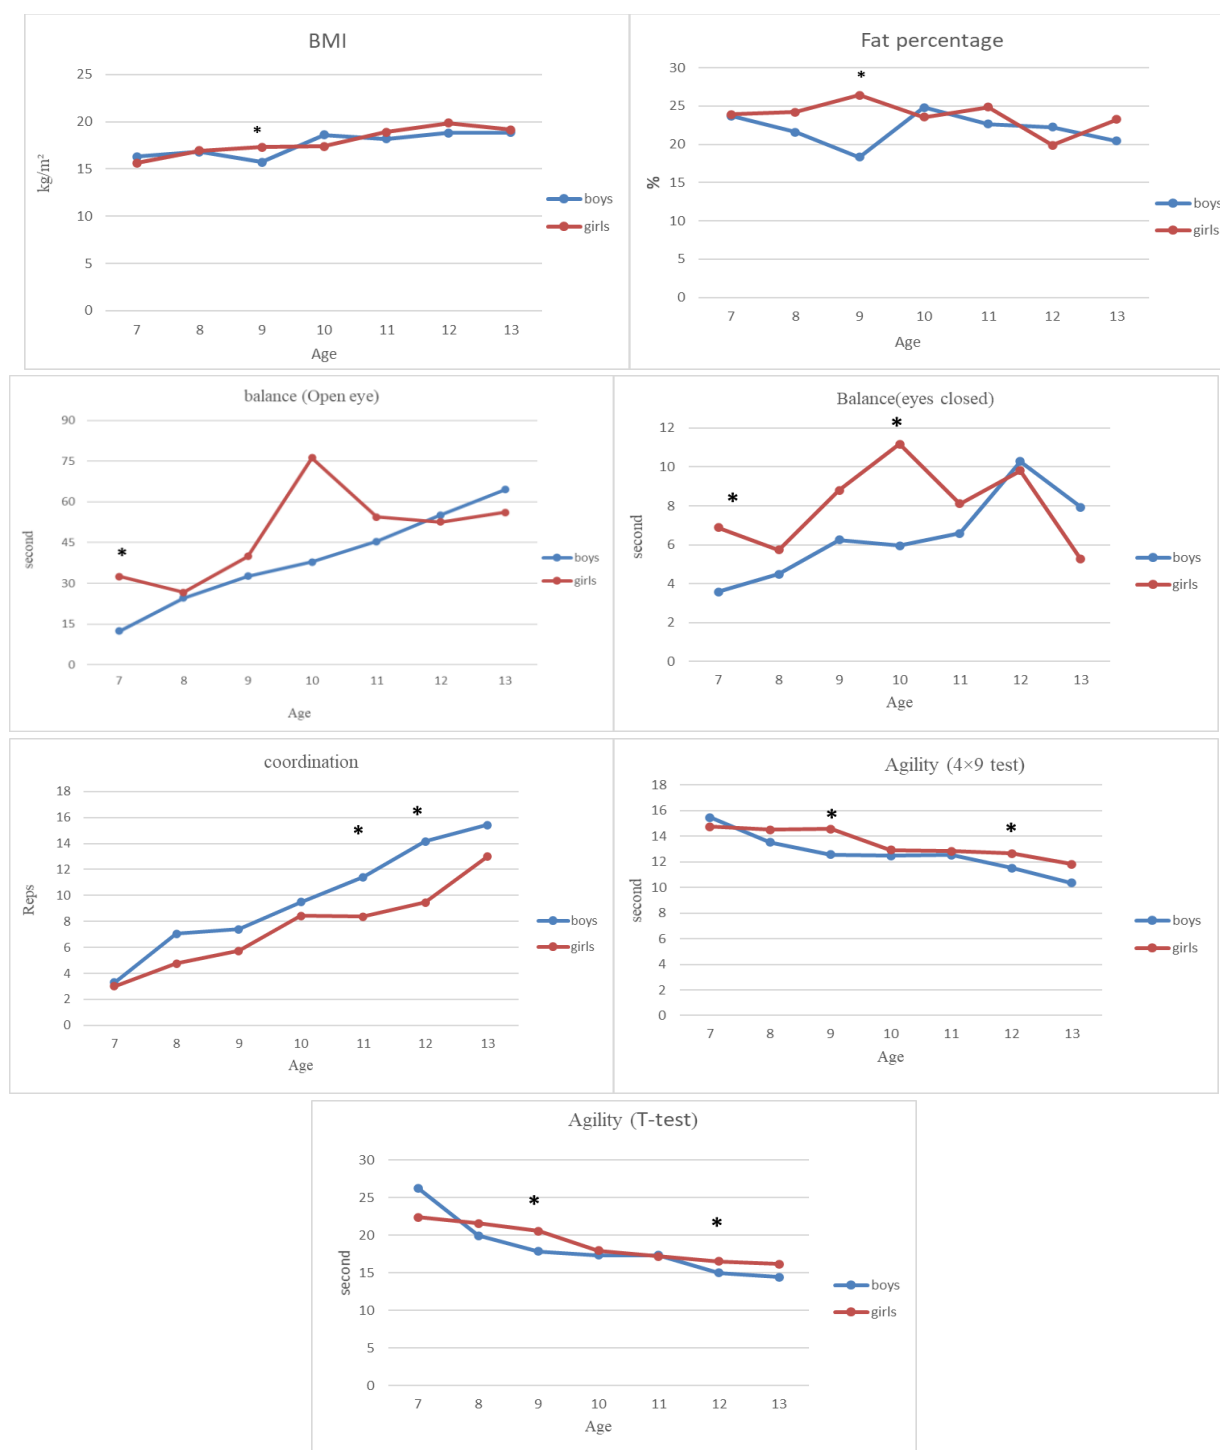 BMI
25
20
15
10
5
0
kg/m²
*
7 8 9 10 11 12 13
Age
boys
girls
Fat percentage
30
25
20
15
10
5
0
%
*
7 8 9 10 11 12 13
Age
boys
girls
balance (Open eye)
90
75
60
45
30
15
0
second
*
7 8 9 10 11 12 13
Age
boys
girls
Balance(eyes closed)
12
10
8
6
4
2
0
second
* *
7 8 9 10 11 12 13
Age
boys
girls
coordination
18
16
14
12
10
8
6
4
2
0
Reps
* *
7 8 9 10 11 12 13
Age
boys
girls
Agility (4×9 test)
18
16
14
12
10
8
6
4
2
0
second
* *
7 8 9 10 11 12 13
Age
boys
girls
Agility (T-test)
30
25
20
15
10
5
0
second
* *
7 8 9 10 11 12 13
Age
boys
girls